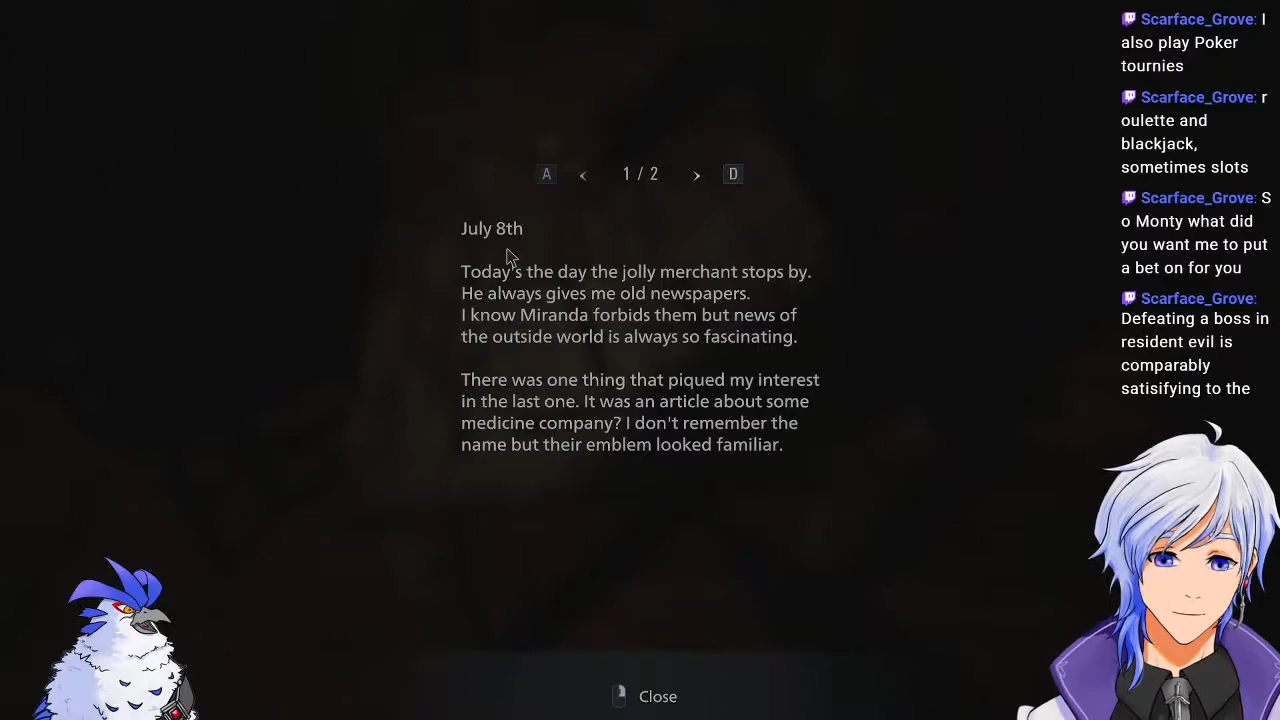 A < 1 / 2 > D
July 8th
Today's the day the jolly merchant stops by.
He always gives me old newspapers.
I know Miranda forbids them but news of
the outside world is always so fascinating.
There was one thing that piqued my interest
in the last one. It was an article about some
medicine company? I don't remember the
name but their emblem looked familiar.
Close
Scarface_Grove: I
also play Poker
tournies
Scarface_Grove: r
oulette and
blackjack,
sometimes slots
Scarface_Grove: S
o Monty what did
you want me to put
a bet on for you
Scarface_Grove:
Defeating a boss in
resident evil is
comparably
satisifying to the